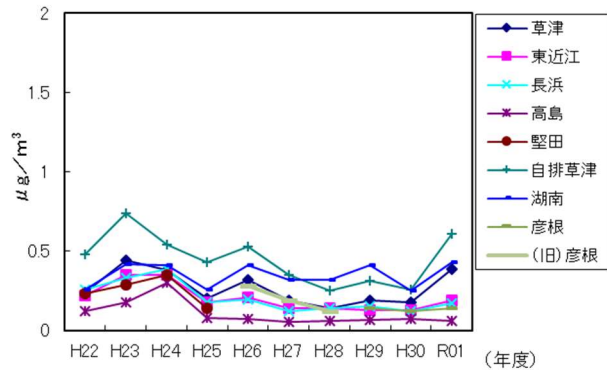 2
1.5
1
0.5
0
μg/m³
H22 H23 H24 H25 H26 H27 H28 H29 H30 R01
(年度)
草津
東近江
長浜
高島
堅田
自排草津
湖南
彦根
(旧)彦根